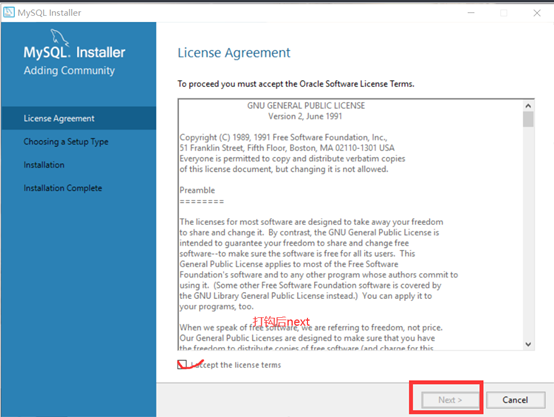 MySQL Installer
MySQL. Installer
Adding Community
License Agreement
Choosing a Setup Type
Installation
Installation Complete
License Agreement
To proceed you must accept the Oracle Software License Terms.
GNU GENERAL PUBLIC LICENSE
Version 2, June 1991
Copyright (C) 1989, 1991 Free Software Foundation, Inc.,
51 Franklin Street, Fifth Floor, Boston, MA 02110-1301 USA
Everyone is permitted to copy and distribute verbatim copies
of this license document, but changing it is not allowed.
Preamble
========
The licenses for most software are designed to take away your freedom
to share and change it. By contrast, the GNU General Public License is
intended to guarantee your freedom to share and change free
software--to make sure the software is free for all its users. This
General Public License applies to most of the Free Software
Foundation's software and to any other program whose authors commit to
using it. (Some other Free Software Foundation software is covered by
the GNU Library General Public License instead.) You can apply it to
your programs, too.
打钩后next
When we speak of free software, we are referring to freedom, not price.
Our General Public Licenses are designed to make sure that you have
the freedom to distribute copies of free software (and charge for this
I accept the license terms
Next >
Cancel